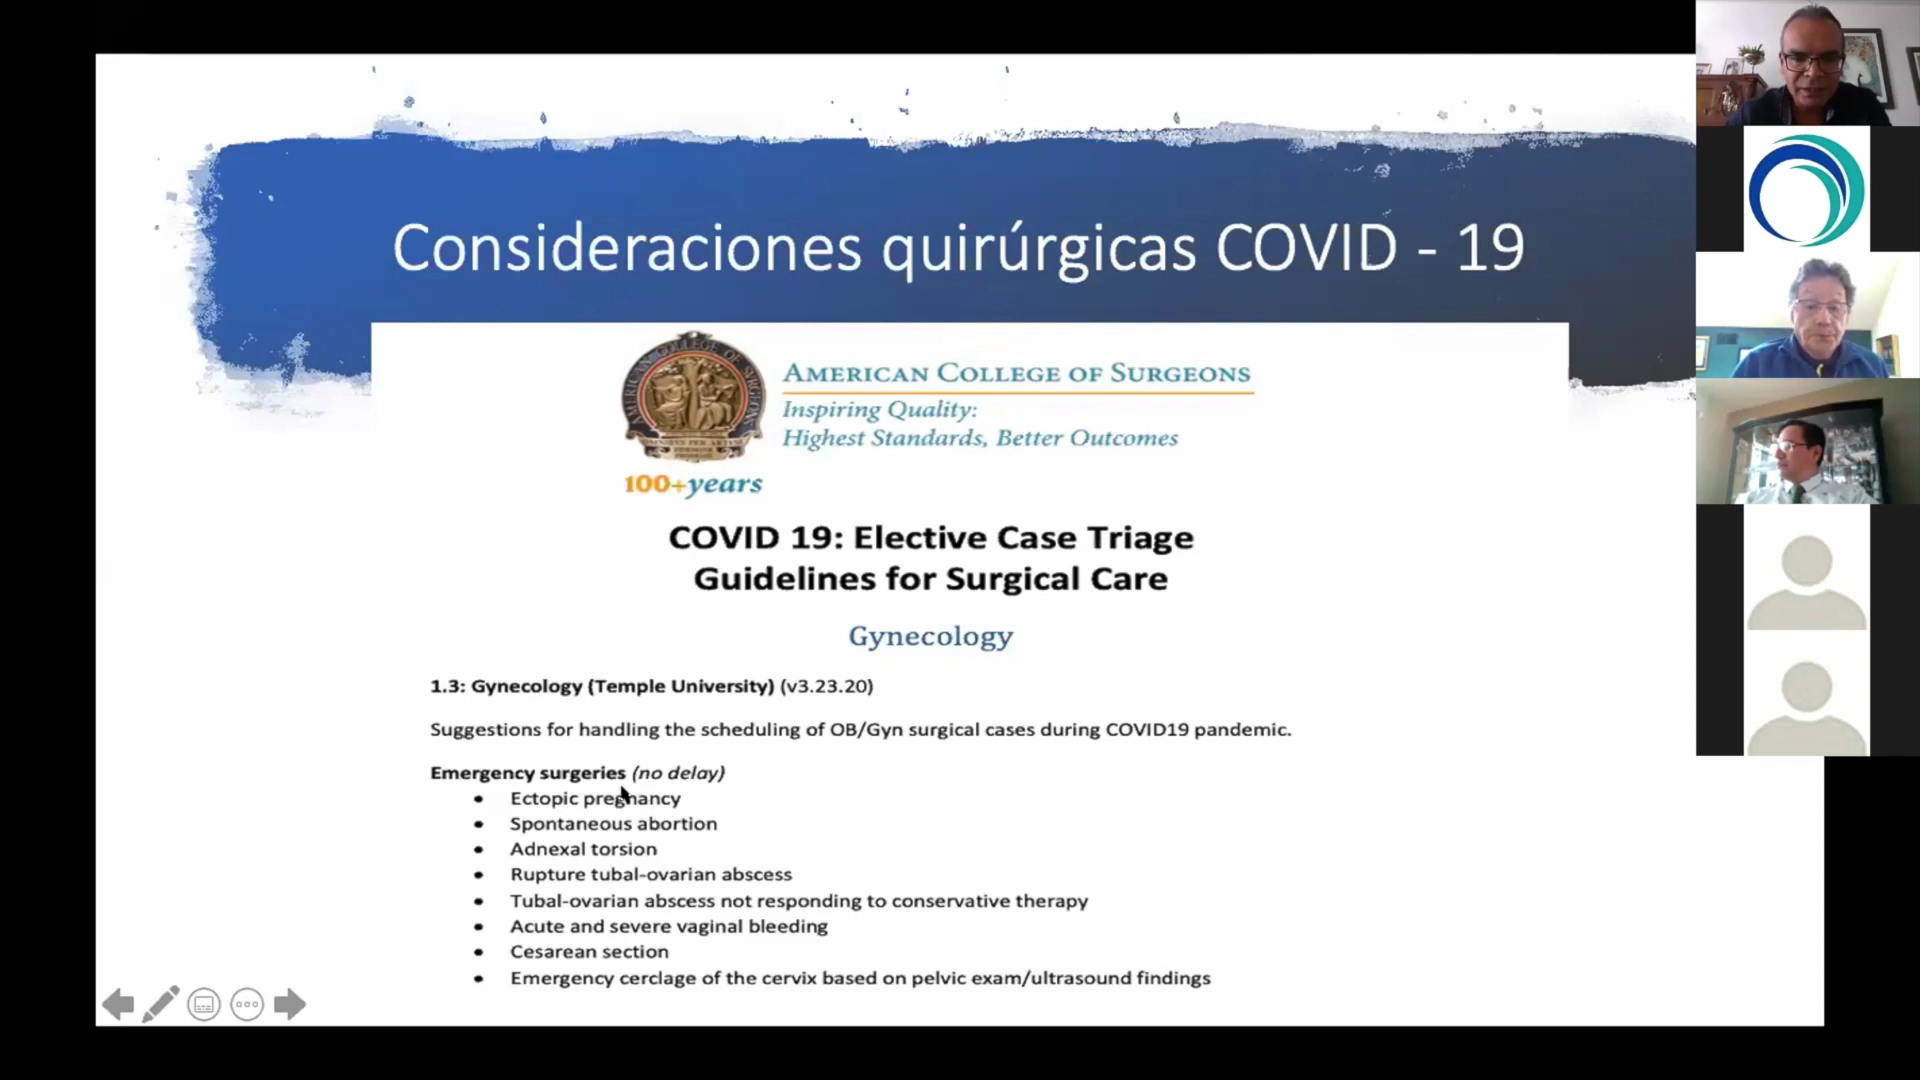 Consideraciones quirúrgicas COVID - 19
AMERICAN COLLEGE OF SURGEONS
Inspiring Quality:
Highest Standards, Better Outcomes
100+years
COVID 19: Elective Case Triage
Guidelines for Surgical Care
Gynecology
1.3: Gynecology (Temple University) (v3.23.20)
Suggestions for handling the scheduling of OB/Gyn surgical cases during COVID19 pandemic.
Emergency surgeries (no delay)
• Ectopic pregnancy
• Spontaneous abortion
• Adnexal torsion
• Rupture tubal-ovarian abscess
• Tubal-ovarian abscess not responding to conservative therapy
• Acute and severe vaginal bleeding
• Cesarean section
• Emergency cerclage of the cervix based on pelvic exam/ultrasound findings